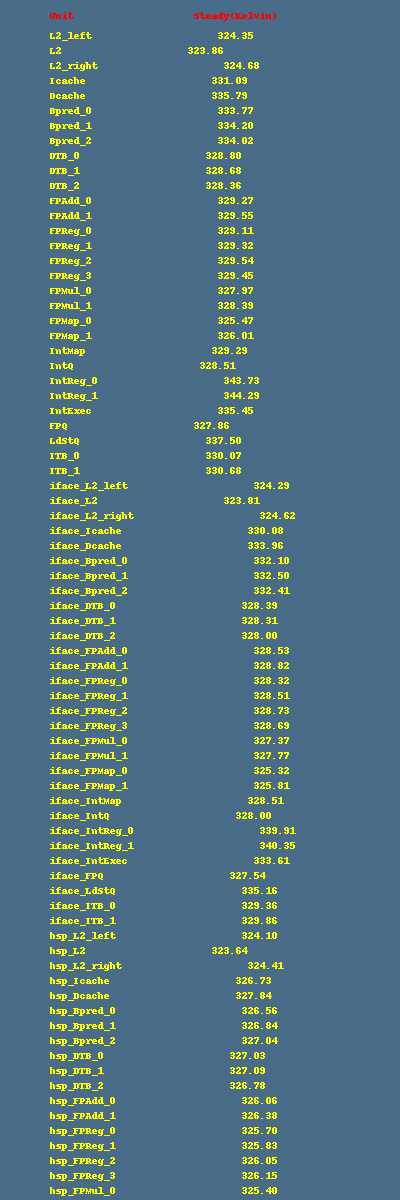 Unit Steady(Kelvin)
L2_left 324.35
L2 323.86
L2_right 324.68
Icache 331.09
Dcache 335.79
Bpred_0 333.77
Bpred_1 334.20
Bpred_2 334.02
DTB_0 328.80
DTB_1 328.68
DTB_2 328.36
FPAdd_0 329.27
FPAdd_1 329.55
FPReg_0 329.11
FPReg_1 329.32
FPReg_2 329.54
FPReg_3 329.45
FPMul_0 327.97
FPMul_1 328.39
FPMap_0 325.47
FPMap_1 326.01
IntMap 329.29
IntQ 328.51
IntReg_0 343.73
IntReg_1 344.29
IntExec 335.45
FPQ 327.86
LdStQ 337.50
ITB_0 330.07
ITB_1 330.68
iface_L2_left 324.29
iface_L2 323.81
iface_L2_right 324.62
iface_Icache 330.08
iface_Dcache 333.96
iface_Bpred_0 332.10
iface_Bpred_1 332.50
iface_Bpred_2 332.41
iface_DTB_0 328.39
iface_DTB_1 328.31
iface_DTB_2 328.00
iface_FPAdd_0 328.53
iface_FPAdd_1 328.82
iface_FPReg_0 328.32
iface_FPReg_1 328.51
iface_FPReg_2 328.73
iface_FPReg_3 328.69
iface_FPMul_0 327.37
iface_FPMul_1 327.77
iface_FPMap_0 325.32
iface_FPMap_1 325.81
iface_IntMap 328.51
iface_IntQ 328.00
iface_IntReg_0 339.91
iface_IntReg_1 340.35
iface_IntExec 333.61
iface_FPQ 327.54
iface_LdStQ 335.16
iface_ITB_0 329.36
iface_ITB_1 329.86
hsp_L2_left 324.10
hsp_L2 323.64
hsp_L2_right 324.41
hsp_Icache 326.73
hsp_Dcache 327.84
hsp_Bpred_0 326.56
hsp_Bpred_1 326.84
hsp_Bpred_2 327.04
hsp_DTB_0 327.03
hsp_DTB_1 327.09
hsp_DTB_2 326.78
hsp_FPAdd_0 326.06
hsp_FPAdd_1 326.38
hsp_FPReg_0 325.70
hsp_FPReg_1 325.83
hsp_FPReg_2 326.05
hsp_FPReg_3 326.15
hsp_FPMul_0 325.40